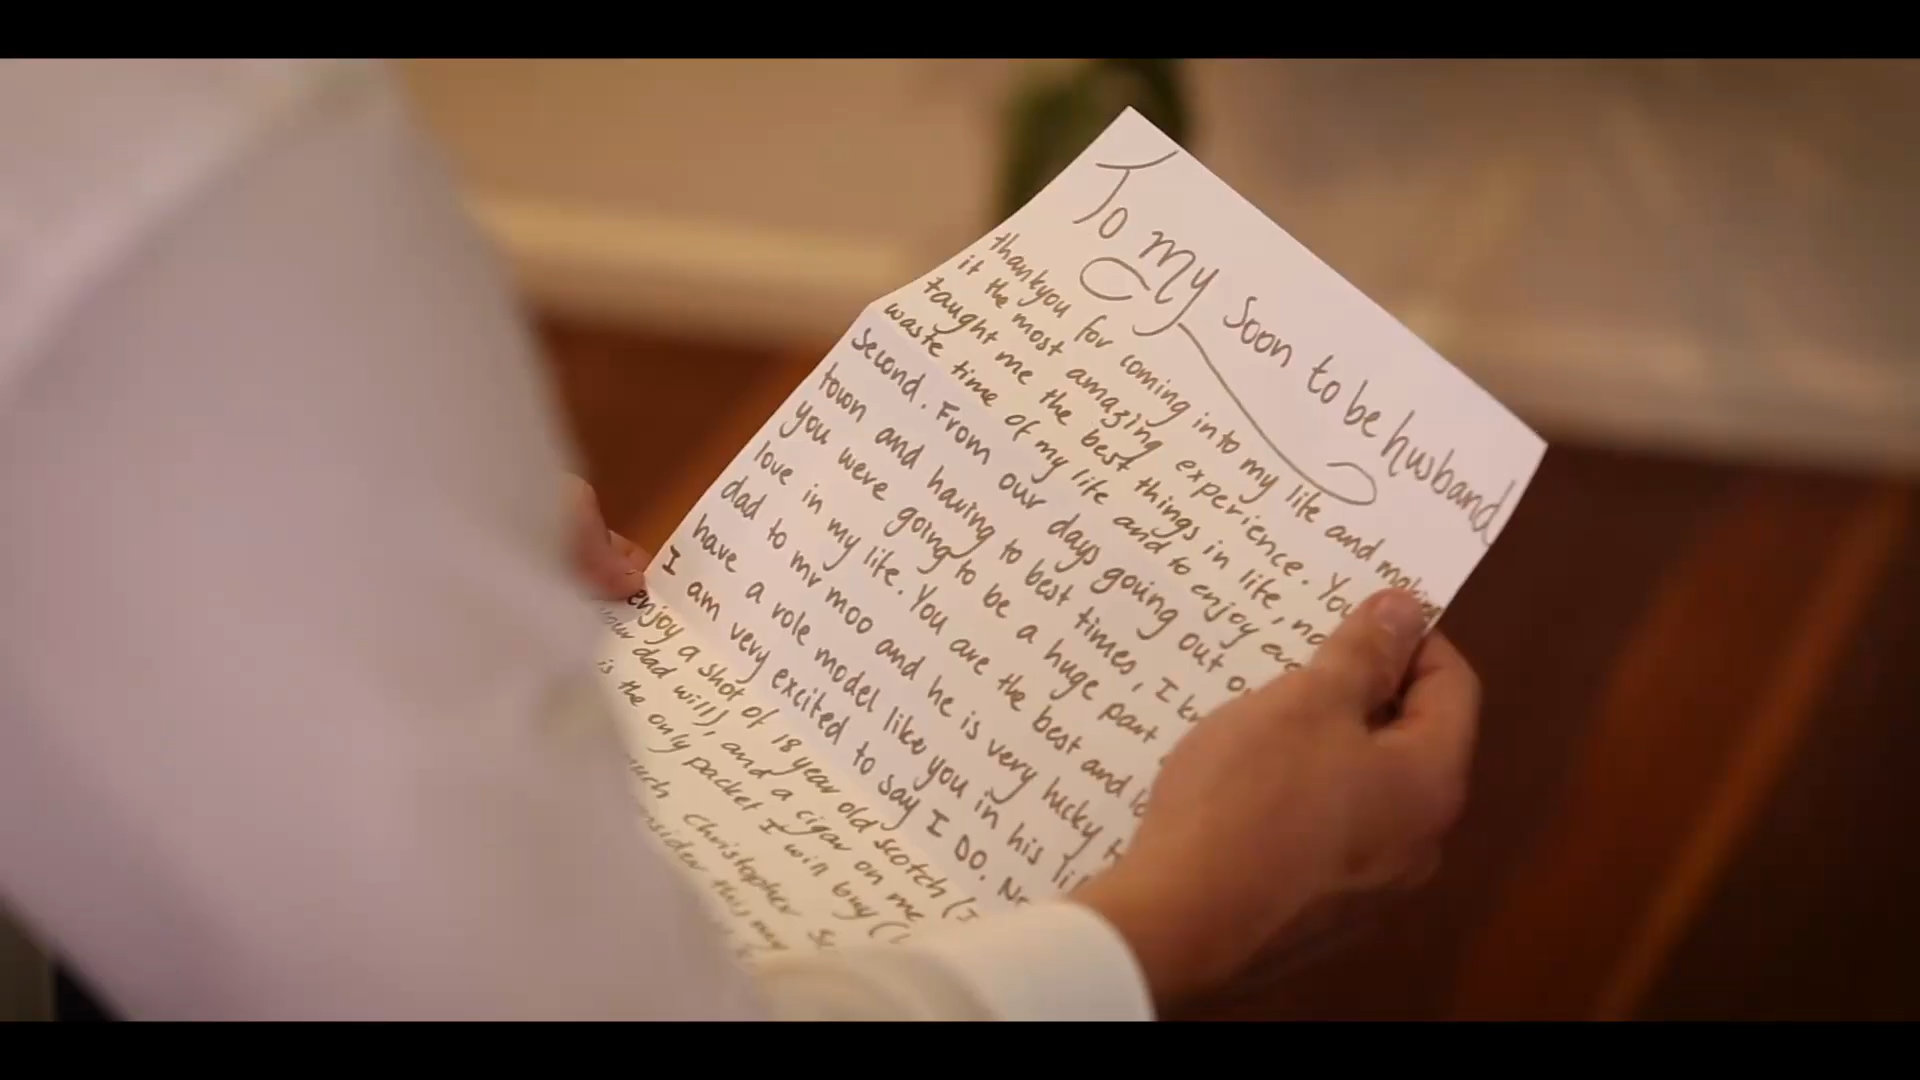 To my soon to be husband
thankyou for coming into my life and making
it the most amazing experience. You
taught me the best things in life, not
waste time of my life and to enjoy
second. From our days going out
town and having to best times, I
you were going to be a huge part
love in my life. You are the best and
dad to mr moo and he is very lucky
have a role model like you in his
I am very excited to say I DO.
enjoy a shot of 18 year old scotch (I
your dad will), and a cigar on me
is the only packet I will buy
Christopher
this my